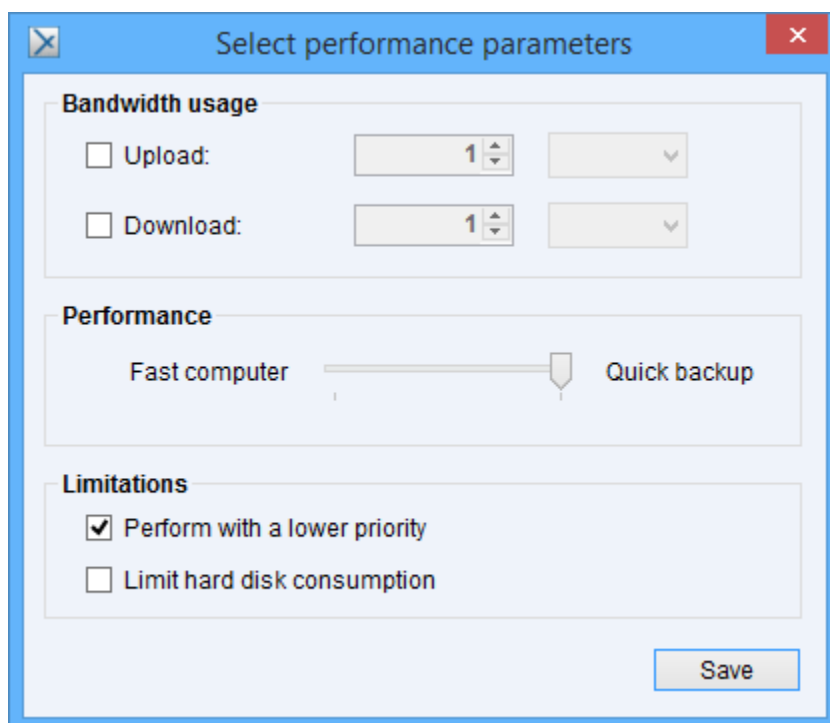 Select performance parameters
Bandwidth usage
Upload: 1
Download: 1
Performance
Fast computer Quick backup
Limitations
Perform with a lower priority
Limit hard disk consumption
Save